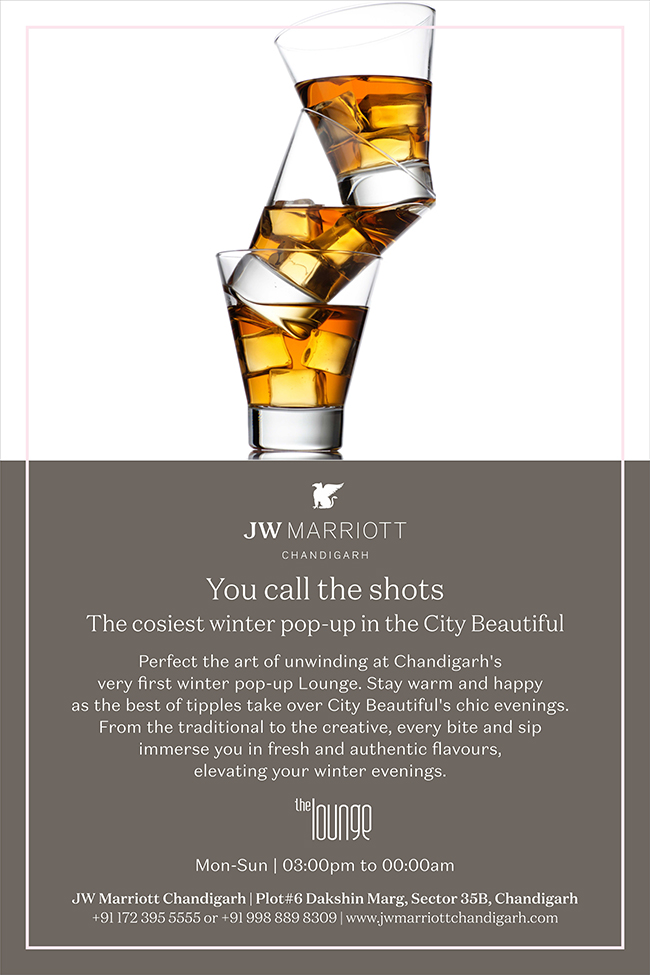 JW MARRIOTT
CHANDIGARH
You call the shots
The cosiest winter pop-up in the City Beautiful
Perfect the art of unwinding at Chandigarh's
very first winter pop-up Lounge. Stay warm and happy
as the best of tipples take over City Beautiful's chic evenings.
From the traditional to the creative, every bite and sip
immerse you in fresh and authentic flavours,
elevating your winter evenings.
the lounge
Mon-Sun | 03:00pm to 00:00am
JW Marriott Chandigarh | Plot#6 Dakshin Marg, Sector 35B, Chandigarh
+91 172 395 5555 or +91 998 889 8309 | www.jwmarriottchandigarh.com